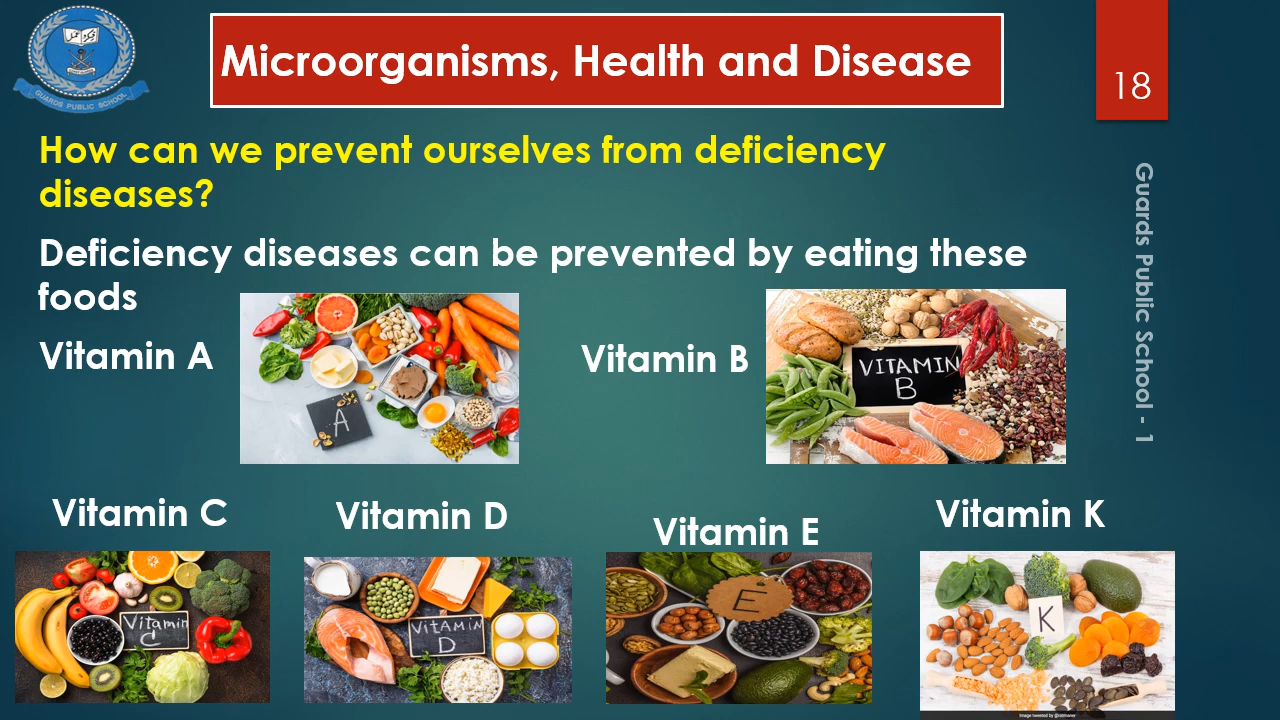 Microorganisms, Health and Disease
18
GUARDS PUBLIC SCHOOL
How can we prevent ourselves from deficiency
diseases?
Deficiency diseases can be prevented by eating these
foods
Vitamin A
A
Vitamin B
VITAMIN
B
Vitamin C
Vitamin
C
Vitamin D
VITAMIN
D
Vitamin E
E
Vitamin K
K
Guards Public School - 1